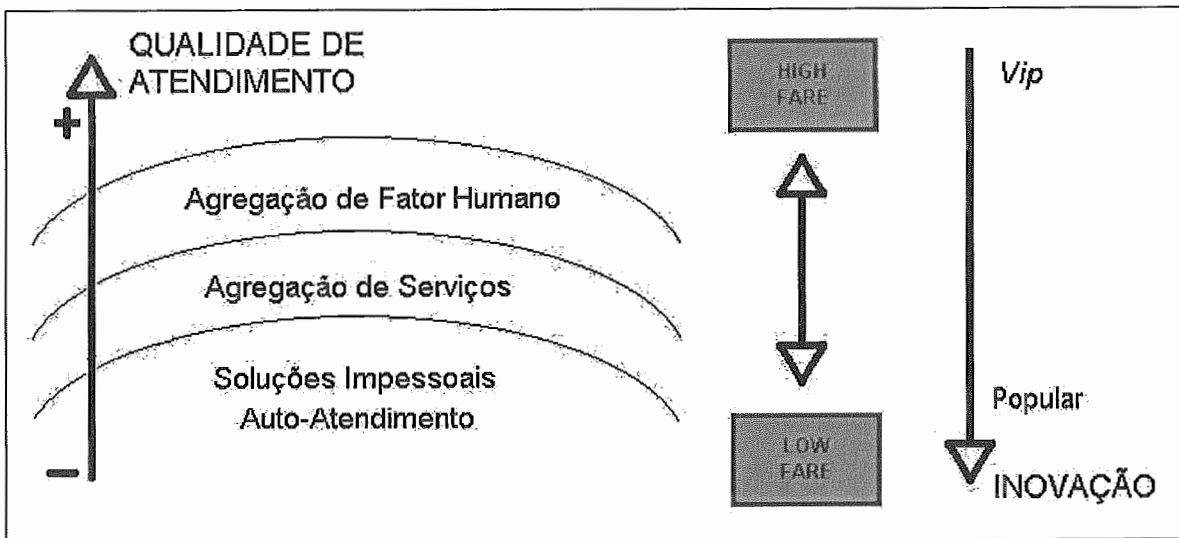 QUALIDADE DE
ATENDIMENTO
+
Agregação de Fator Humano
Agregação de Serviços
Soluções Impessoais
Auto-Atendimento
−
HIGH
FARE
LOW
FARE
Vip
Popular
INOVAÇÃO